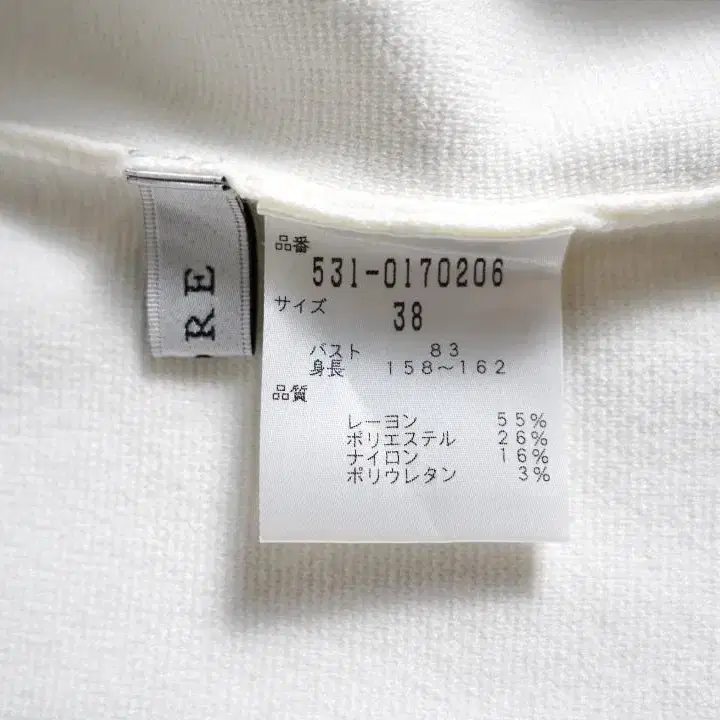 品番
531-0170206
サイズ
38
バスト 83
身長 158〜162
品質
レーヨン 55%
ポリエステル 26%
ナイロン 16%
ポリウレタン 3%